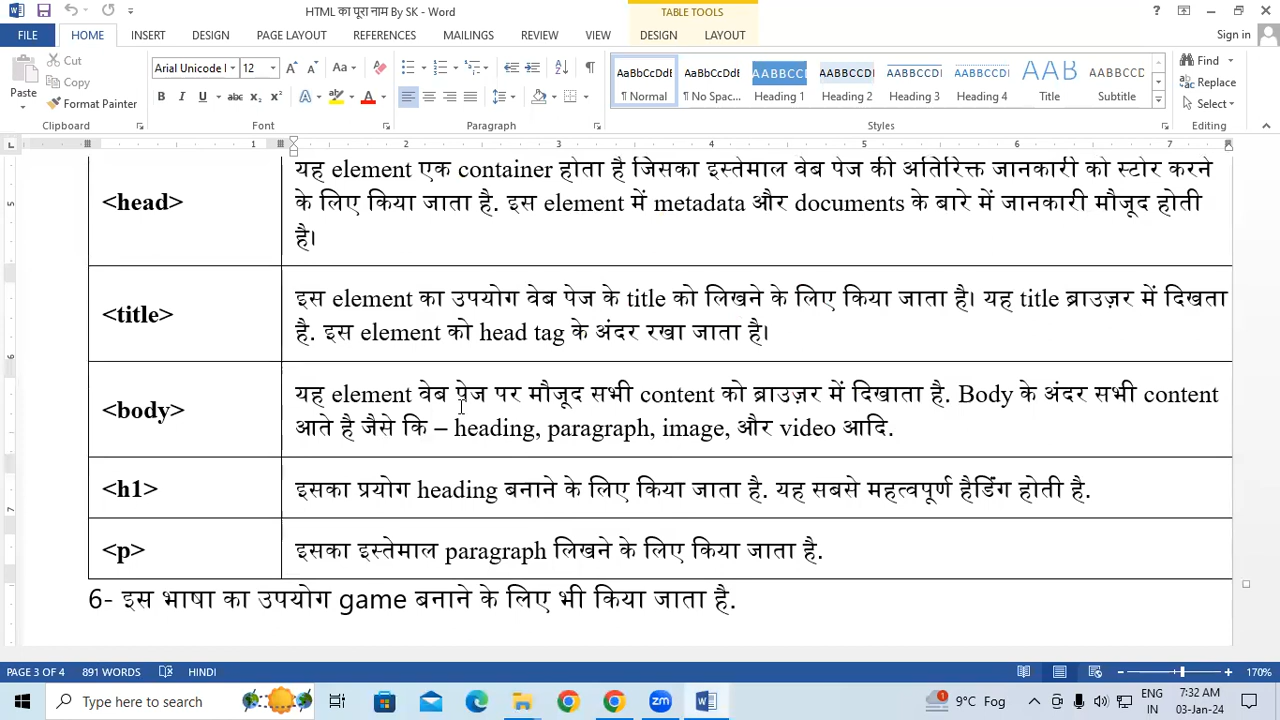 HTML का पूरा नाम By SK - Word
TABLE TOOLS
FILE HOME INSERT DESIGN PAGE LAYOUT REFERENCES MAILINGS REVIEW VIEW DESIGN LAYOUT Sign in
Cut
Copy
Format Painter
Paste
Arial Unicode 12
AaBbCcDdE AaBbCcDdE AABBCC AABBCCD AABBCCDI AABBCCDI AAB AABBCCD
¶ Normal ¶ No Spac... Heading 1 Heading 2 Heading 3 Heading 4 Title Subtitle
Find
Replace
Select
Clipboard Font Paragraph Styles Editing
यह element एक container होता है जिसका इस्तेमाल वेब पेज की अतिरिक्त जानकारी को स्टोर करने
<head> के लिए किया जाता है. इस element में metadata और documents के बारे में जानकारी मौजूद होती
है।
<title> इस element का उपयोग वेब पेज के title को लिखने के लिए किया जाता है। यह title ब्राउज़र में दिखता
है. इस element को head tag के अंदर रखा जाता है।
<body> यह element वेब पेज पर मौजूद सभी content को ब्राउज़र में दिखाता है. Body के अंदर सभी content
आते है जैसे कि – heading, paragraph, image, और video आदि.
<h1> इसका प्रयोग heading बनाने के लिए किया जाता है. यह सबसे महत्वपूर्ण हैडिंग होती है.
<p> इसका इस्तेमाल paragraph लिखने के लिए किया जाता है.
6- इस भाषा का उपयोग game बनाने के लिए भी किया जाता है.
PAGE 3 OF 4 891 WORDS HINDI 170%
Type here to search
9°C Fog
ENG
IN
7:32 AM
03-Jan-24